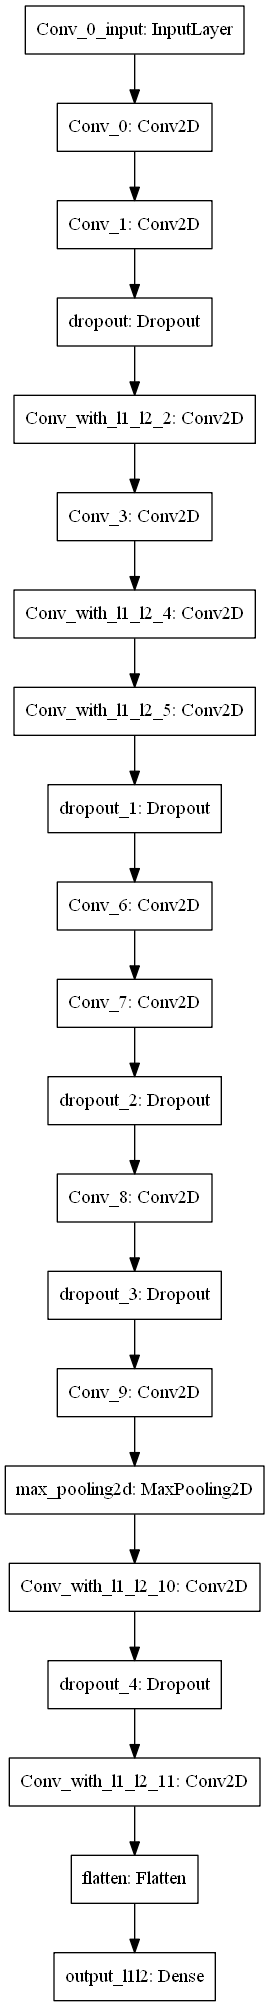 Conv_0_input: InputLayer
Conv_0: Conv2D
Conv_1: Conv2D
dropout: Dropout
Conv_with_l1_l2_2: Conv2D
Conv_3: Conv2D
Conv_with_l1_l2_4: Conv2D
Conv_with_l1_l2_5: Conv2D
dropout_1: Dropout
Conv_6: Conv2D
Conv_7: Conv2D
dropout_2: Dropout
Conv_8: Conv2D
dropout_3: Dropout
Conv_9: Conv2D
max_pooling2d: MaxPooling2D
Conv_with_l1_l2_10: Conv2D
dropout_4: Dropout
Conv_with_l1_l2_11: Conv2D
flatten: Flatten
output_l1l2: Dense